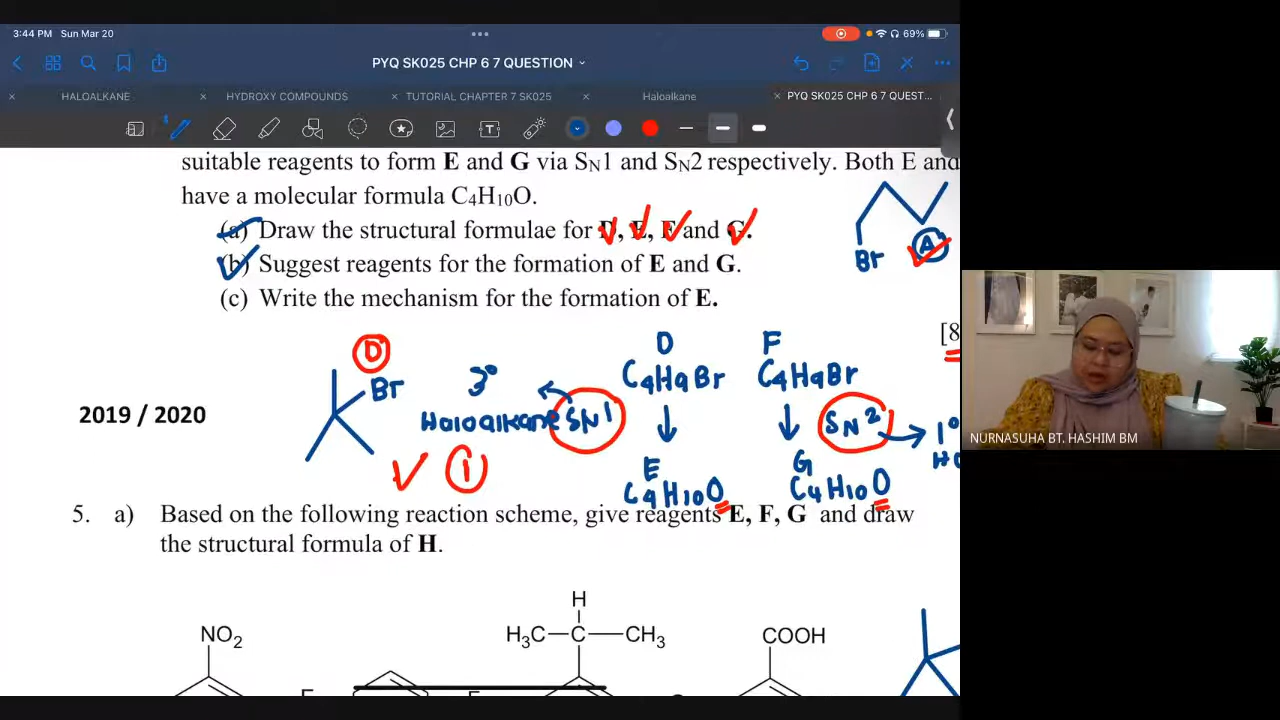 3:44 PM Sun Mar 20
69%
PYQ SK025 CHP 6 7 QUESTION
HALOALKANE
HYDROXY COMPOUNDS
TUTORIAL CHAPTER 7 SK025
Haloalkane
PYQ SK025 CHP 6 7 QUEST...
suitable reagents to form E and G via SN1 and SN2 respectively. Both E and
have a molecular formula C4H10O.
(a) Draw the structural formulae for D, E, F and G.
(b) Suggest reagents for the formation of E and G.
(c) Write the mechanism for the formation of E.
Br
A
[8
D
Br
3°
Haloalkane
SN1
1
D
C4H9Br
E
C4H10O
F
C4H9Br
SN2
1°
G
C4H10O
2019 / 2020
NURNASUHA BT. HASHIM BM
5. a) Based on the following reaction scheme, give reagents E, F, G and draw
the structural formula of H.
H
NO2
H3C—C—CH3
COOH